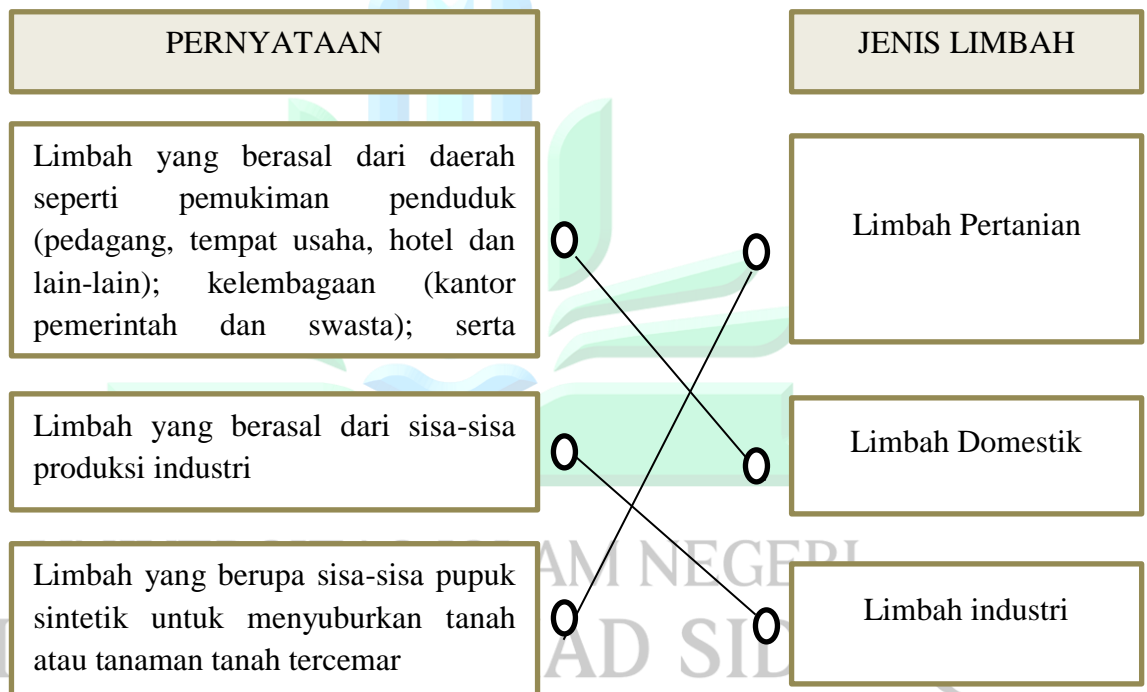 PERNYATAAN
JENIS LIMBAH
Limbah yang berasal dari daerah
seperti pemukiman penduduk
(pedagang, tempat usaha, hotel dan
lain-lain); kelembagaan (kantor
pemerintah dan swasta); serta
Limbah Pertanian
Limbah yang berasal dari sisa-sisa
produksi industri
Limbah Domestik
Limbah yang berupa sisa-sisa pupuk
sintetik untuk menyuburkan tanah
atau tanaman tanah tercemar
Limbah industri
NEGERI
AD